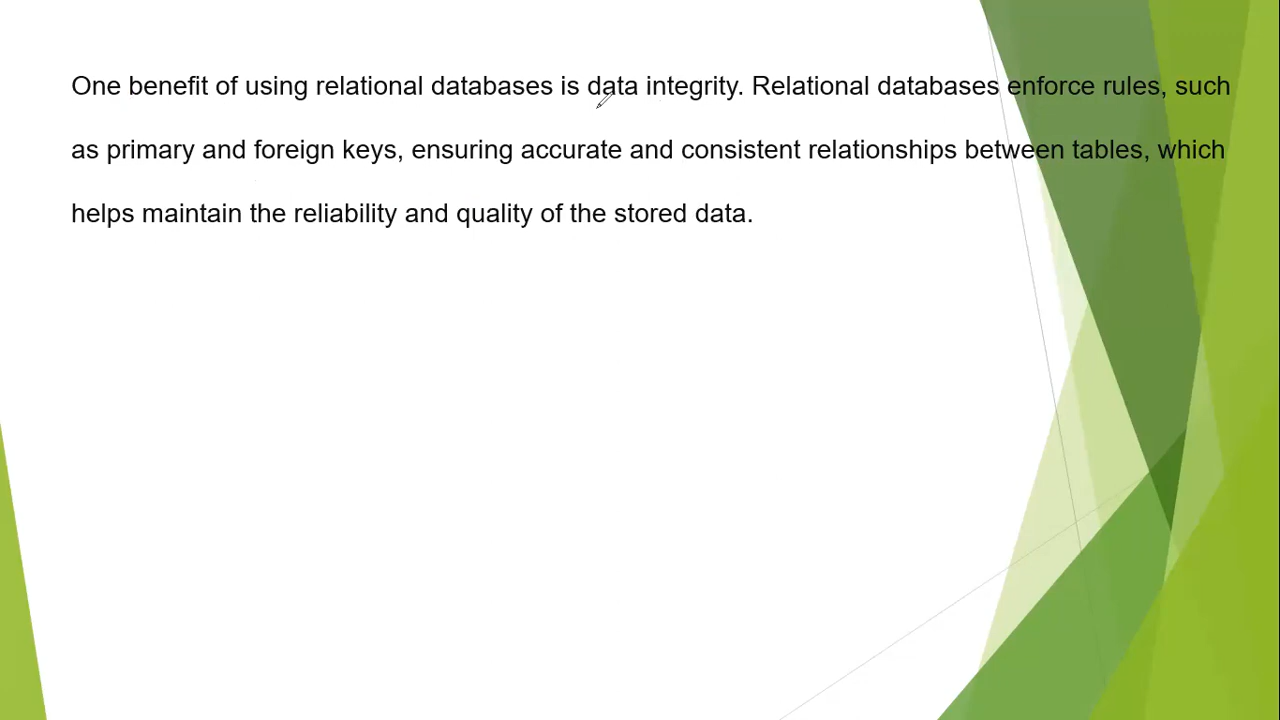 One benefit of using relational databases is data integrity. Relational databases enforce rules, such
as primary and foreign keys, ensuring accurate and consistent relationships between tables, which
helps maintain the reliability and quality of the stored data.